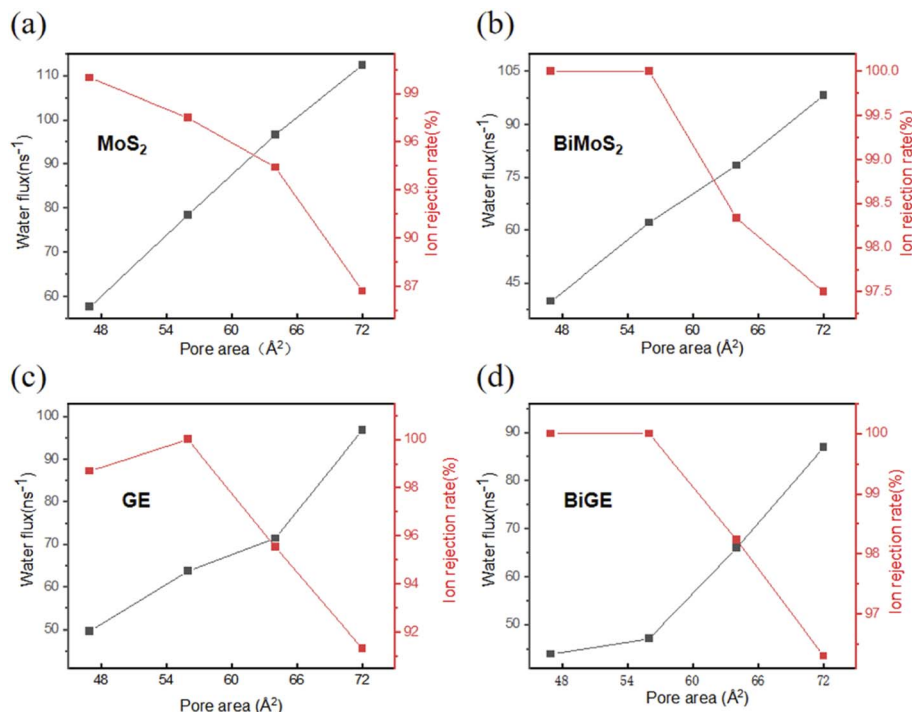 (a)
MoS₂
Water flux(ns⁻¹)
110
100
90
80
70
60
Ion rejection rate(%)
99
96
93
90
87
48 54 60 66 72
Pore area（Å²）
(b)
BiMoS₂
Water flux(ns⁻¹)
105
90
75
60
45
Ion rejection rate(%)
100.0
99.5
99.0
98.5
98.0
97.5
48 54 60 66 72
Pore area (Å²)
(c)
GE
Water flux(ns⁻¹)
100
90
80
70
60
50
Ion rejection rate(%)
100
98
96
94
92
48 54 60 66 72
Pore area (Å²)
(d)
BiGE
Water flux(ns⁻¹)
90
80
70
60
50
Ion rejection rate(%)
100
99
98
97
48 54 60 66 72
Pore area (Å²)